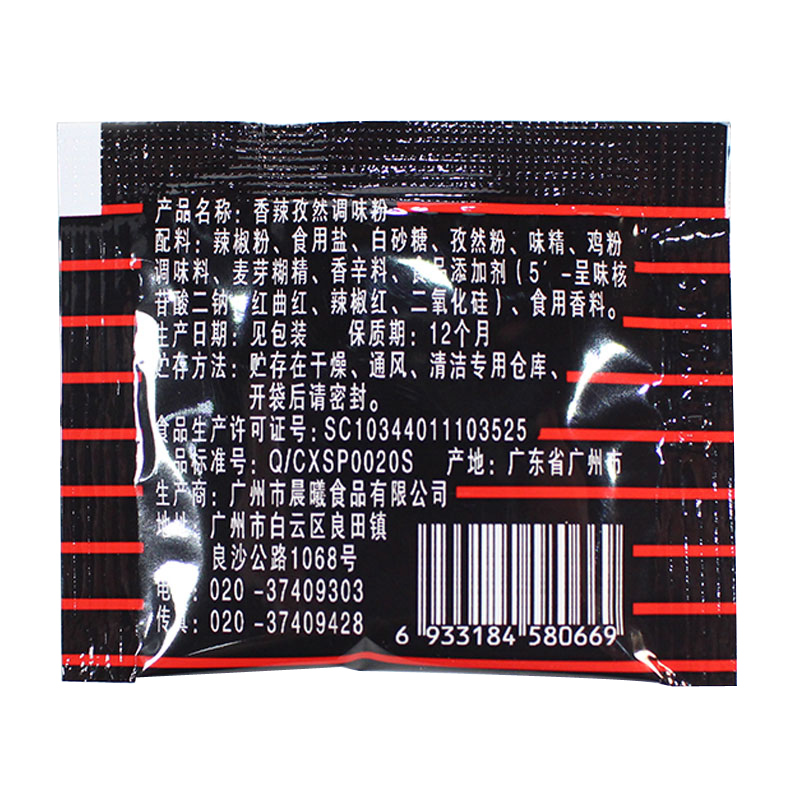 产品名称：香辣孜然调味粉
配料：辣椒粉、食用盐、白砂糖、孜然粉、味精、鸡粉
调味料、麦芽糊精、香辛料、食品添加剂（5′-呈味核
苷酸二钠、红曲红、辣椒红、二氧化硅）、食用香料。
生产日期：见包装 保质期：12个月
贮存方法：贮存在干燥、通风、清洁专用仓库、
开袋后请密封。
食品生产许可证号：SC10344011103525
品标准号：Q/CXSP0020S 产地：广东省广州市
生产商：广州市晨曦食品有限公司
地址：广州市白云区良田镇
良沙公路1068号
电 ：020-37409303
传真：020-37409428
6 933184 580669